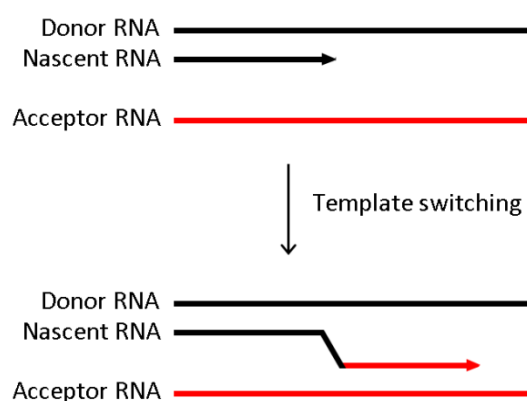 Donor RNA
Nascent RNA
Acceptor RNA
Template switching
Donor RNA
Nascent RNA
Acceptor RNA